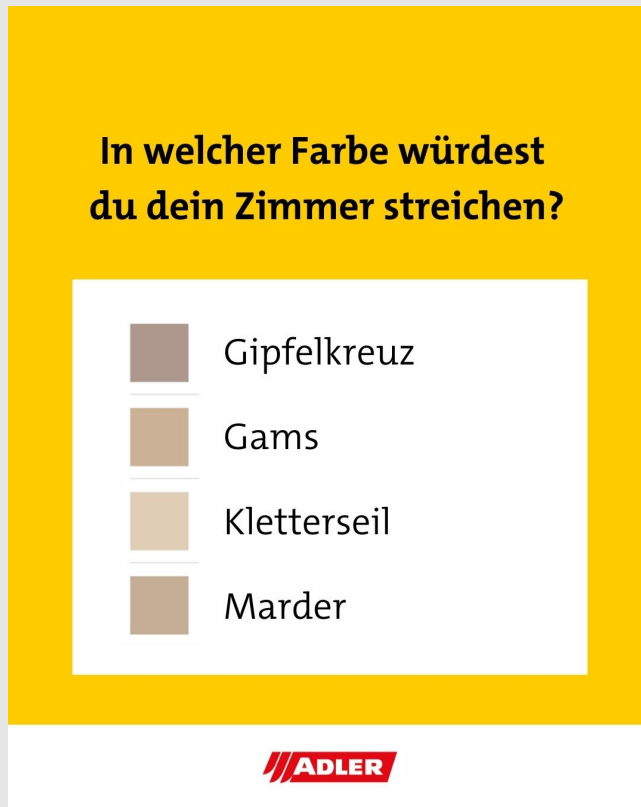 In welcher Farbe würdest
du dein Zimmer streichen?
Gipfelkreuz
Gams
Kletterseil
Marder
ADLER